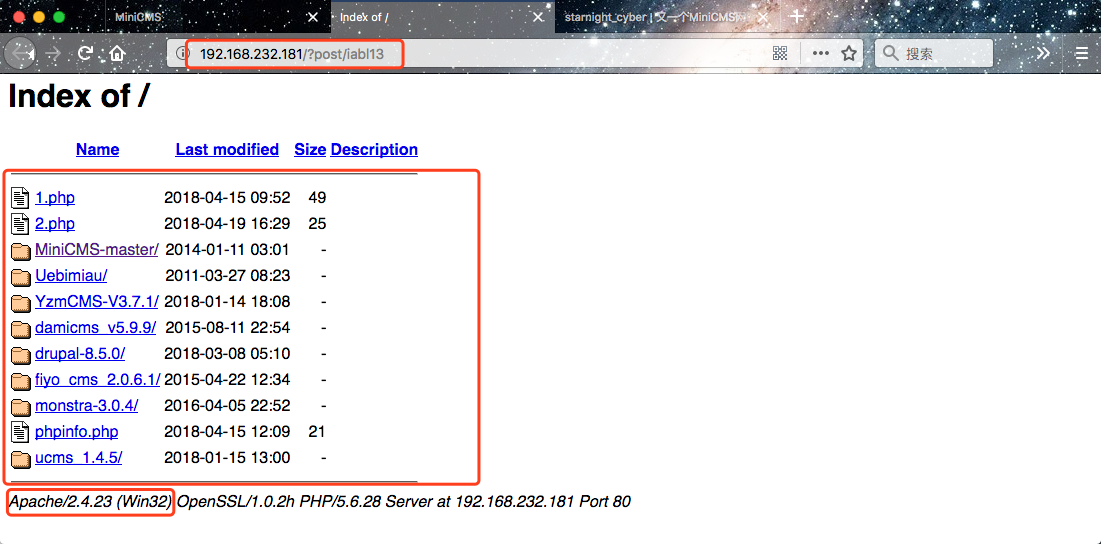 MiniCMS
Index of /
starnight_cyber | 又一个MiniCMS
192.168.232.181/?post/iabl13
搜索
Index of /
Name Last modified Size Description
1.php 2018-04-15 09:52 49
2.php 2018-04-19 16:29 25
MiniCMS-master/ 2014-01-11 03:01 -
Uebimiau/ 2011-03-27 08:23 -
YzmCMS-V3.7.1/ 2018-01-14 18:08 -
damicms_v5.9.9/ 2015-08-11 22:54 -
drupal-8.5.0/ 2018-03-08 05:10 -
fiyo_cms_2.0.6.1/ 2015-04-22 12:34 -
monstra-3.0.4/ 2016-04-05 22:52 -
phpinfo.php 2018-04-15 12:09 21
ucms_1.4.5/ 2018-01-15 13:00 -
Apache/2.4.23 (Win32) OpenSSL/1.0.2h PHP/5.6.28 Server at 192.168.232.181 Port 80